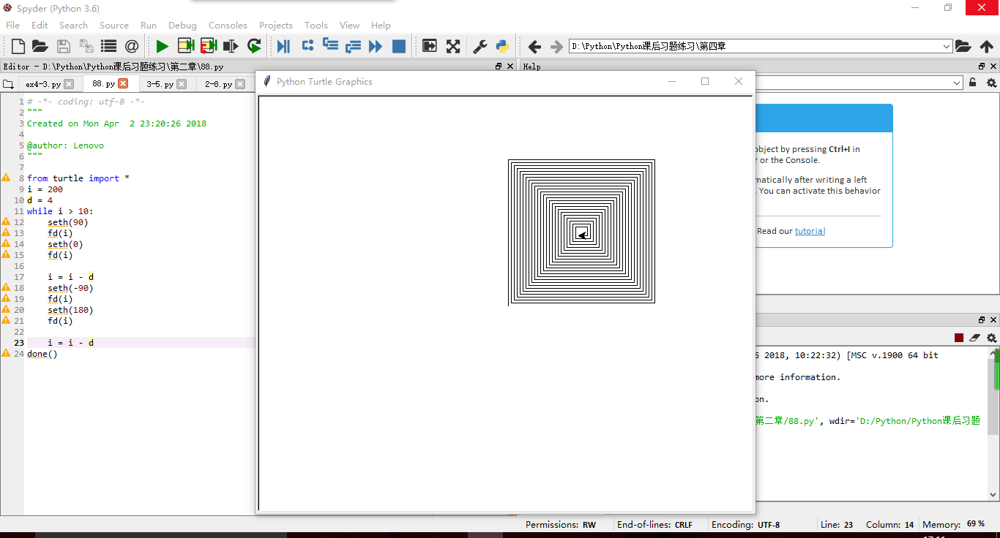 Spyder (Python 3.6)
File Edit Search Source Run Debug Consoles Projects Tools View Help
D:\Python\Python课后习题练习\第四章
Editor - D:\Python\Python课后习题练习\第二章\88.py
Help
ex4-3.py 88.py 3-5.py 2-8.py
Python Turtle Graphics
1 # -*- coding: utf-8 -*-
2 """
3 Created on Mon Apr  2 23:20:26 2018
4
5 @author: Lenovo
6 """
7
8 from turtle import *
9 i = 200
10 d = 4
11 while i > 10:
12     seth(90)
13     fd(i)
14     seth(0)
15     fd(i)
16
17     i = i - d
18     seth(-90)
19     fd(i)
20     seth(180)
21     fd(i)
22
23     i = i - d
24 done()
object by pressing Ctrl+I in
or the Console.
matically after writing a left
. You can activate this behavior
Read our tutorial
2018, 10:22:32) [MSC v.1900 64 bit
more information.
on.
第二章/88.py', wdir='D:/Python/Python课后习题
Permissions: RW End-of-lines: CRLF Encoding: UTF-8 Line: 23 Column: 14 Memory: 69 %